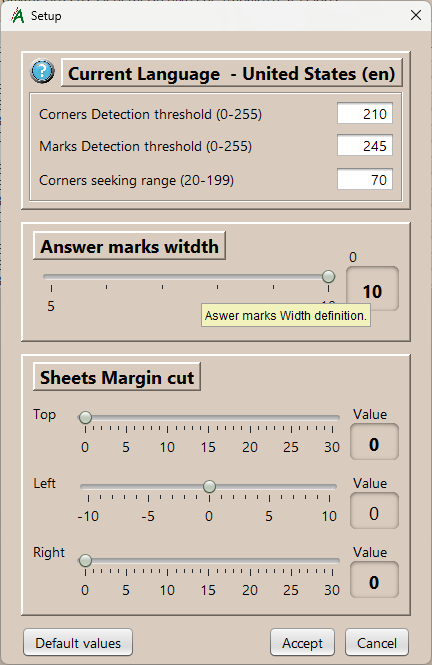 Setup
Current Language - United States (en)
Corners Detection threshold (0-255)
210
Marks Detection threshold (0-255)
245
Corners seeking range (20-199)
70
Answer marks witdth
0
5
10
Aswer marks Width definition.
Sheets Margin cut
Top
Value
0 5 10 15 20 25 30
0
Left
Value
-10 -5 0 5 10
0
Right
Value
0 5 10 15 20 25 30
0
Default values
Accept
Cancel